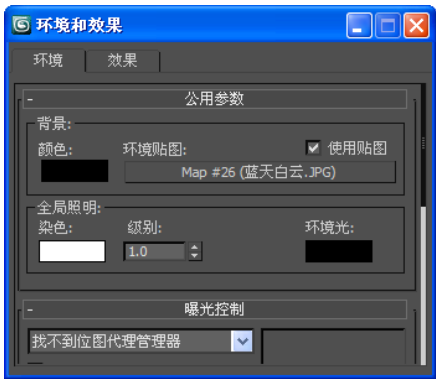 环境和效果
环境 效果
- 公用参数
背景:
颜色: 环境贴图: 使用贴图
Map #26 (蓝天白云.JPG)
全局照明:
染色: 级别: 环境光:
1.0
- 曝光控制
找不到位图代理管理器